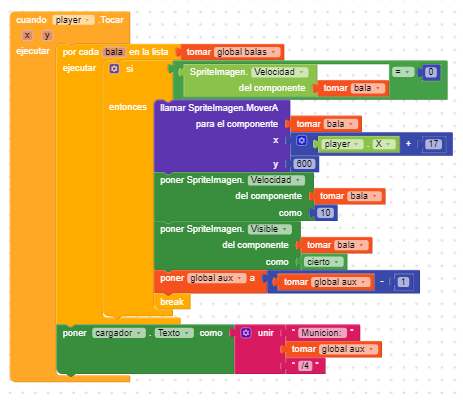 cuando player .Tocar
x y
ejecutar por cada bala en la lista tomar global balas
ejecutar si SpriteImagen. Velocidad = 0
del componente tomar bala
entonces llamar SpriteImagen.MoverA
para el componente tomar bala
x player . X + 17
y 600
poner SpriteImagen. Velocidad
del componente tomar bala
como 10
poner SpriteImagen. Visible
del componente tomar bala
como cierto
poner global aux a tomar global aux - 1
break
poner cargador . Texto como unir " Municion: "
tomar global aux
" /4 "